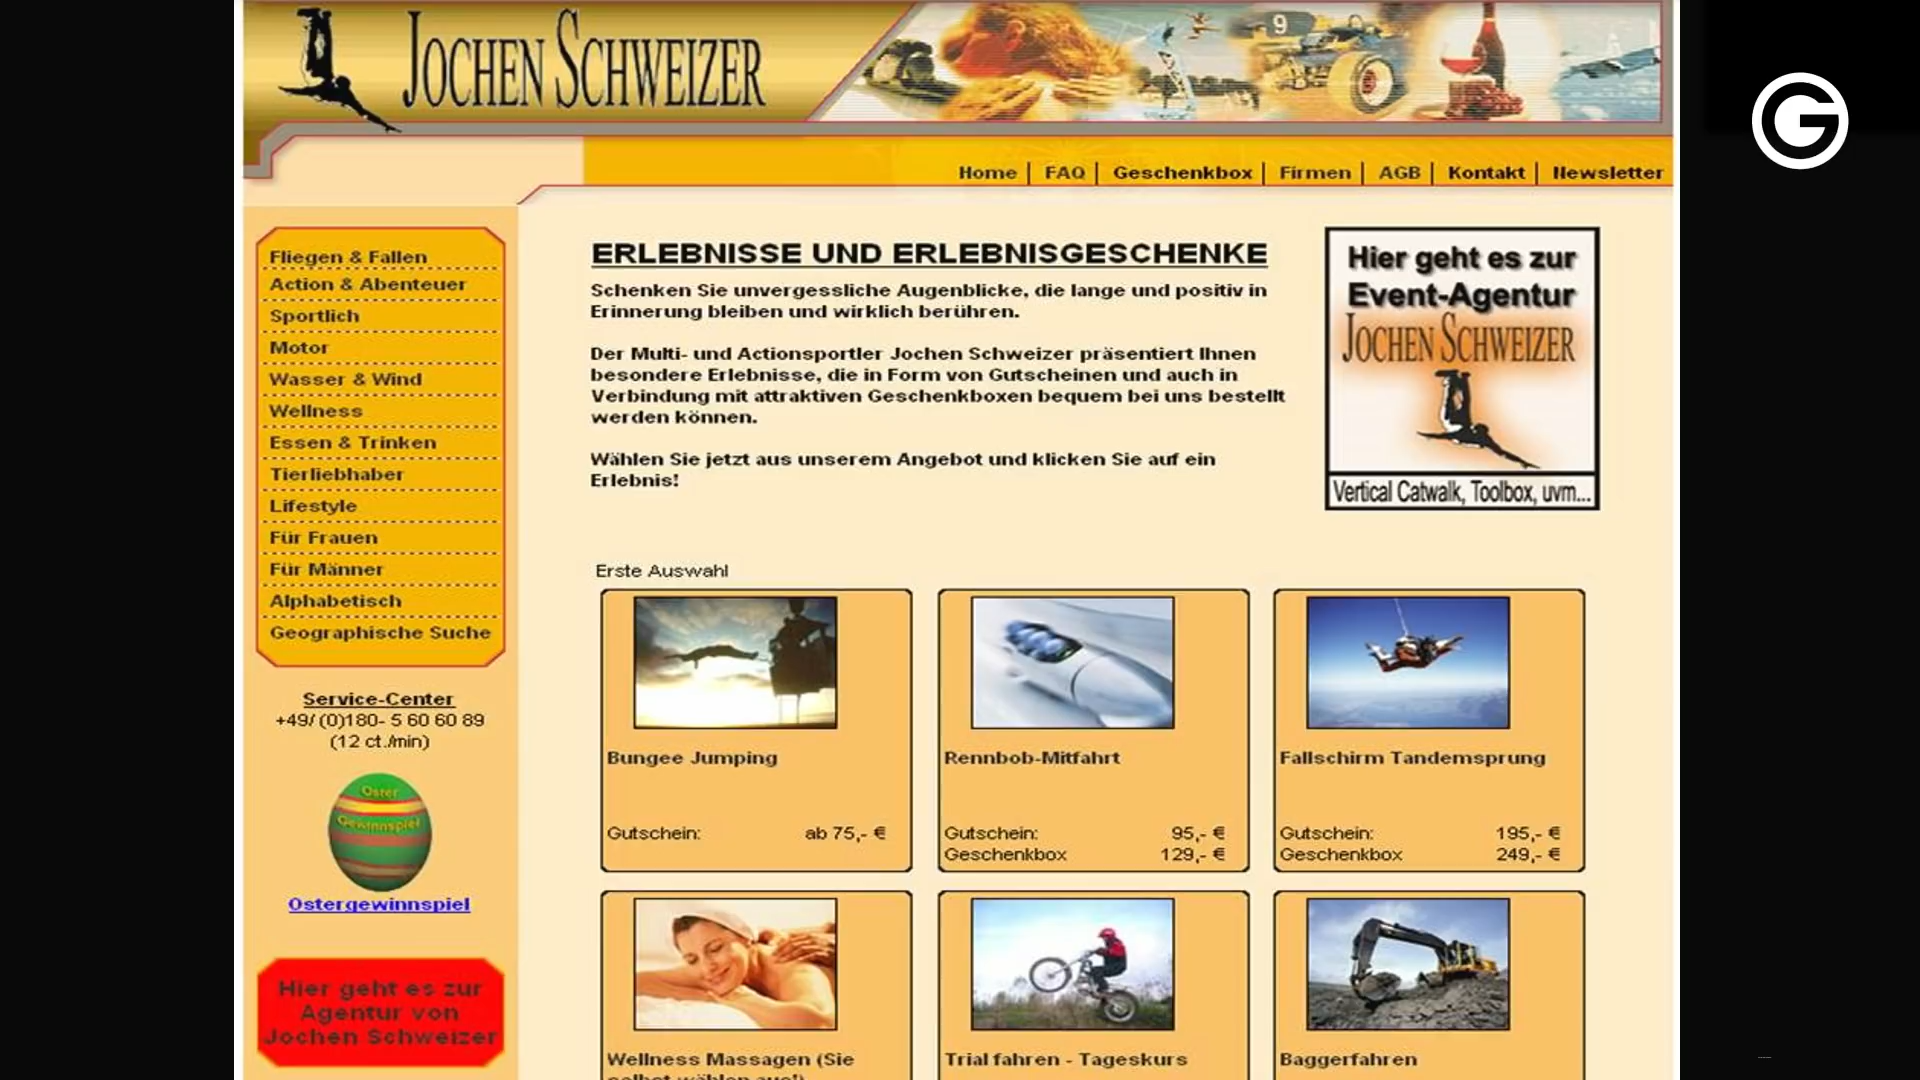 JOCHEN SCHWEIZER
9
Home | FAQ | Geschenkbox | Firmen | AGB | Kontakt | Newsletter
Fliegen & Fallen
Action & Abenteuer
Sportlich
Motor
Wasser & Wind
Wellness
Essen & Trinken
Tierliebhaber
Lifestyle
Für Frauen
Für Männer
Alphabetisch
Geographische Suche
Service-Center
+49/ (0)180- 5 60 60 89
(12 ct./min)
Oster
Gewinnspiel
Ostergewinnspiel
Hier geht es zur
Agentur von
Jochen Schweizer
ERLEBNISSE UND ERLEBNISGESCHENKE
Schenken Sie unvergessliche Augenblicke, die lange und positiv in
Erinnerung bleiben und wirklich berühren.
Der Multi- und Actionsportler Jochen Schweizer präsentiert Ihnen
besondere Erlebnisse, die in Form von Gutscheinen und auch in
Verbindung mit attraktiven Geschenkboxen bequem bei uns bestellt
werden können.
Wählen Sie jetzt aus unserem Angebot und klicken Sie auf ein
Erlebnis!
Hier geht es zur
Event-Agentur
JOCHEN SCHWEIZER
Vertical Catwalk, Toolbox, uvm...
Erste Auswahl
Bungee Jumping
Gutschein: ab 75,- €
Rennbob-Mitfahrt
Gutschein: 95,- €
Geschenkbox 129,- €
Fallschirm Tandemsprung
Gutschein: 195,- €
Geschenkbox 249,- €
Wellness Massagen (Sie
selbst wählen aus!)
Trial fahren - Tageskurs
Baggerfahren
G